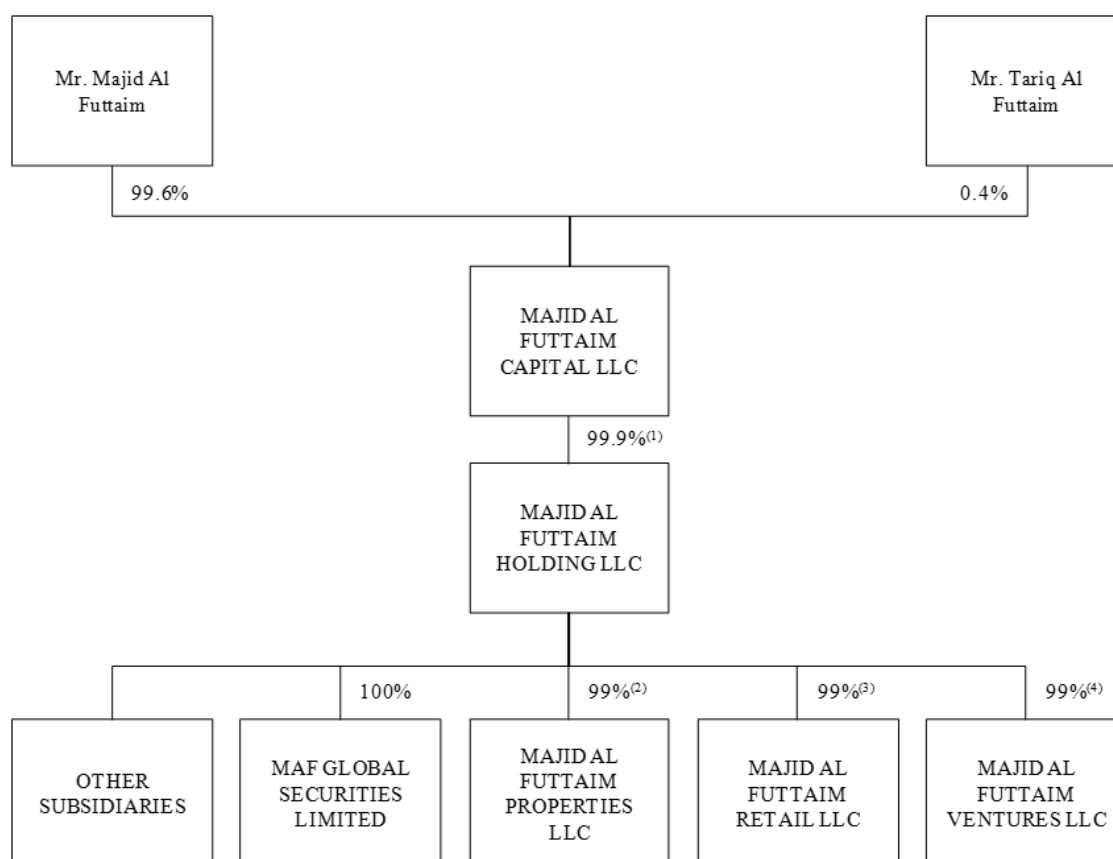 Mr. Majid Al
Futtaim
Mr. Tariq Al
Futtaim
99.6%
0.4%
MAJID AL
FUTTAIM
CAPITAL LLC
99.9%(1)
MAJID AL
FUTTAIM
HOLDING LLC
100%
99%(2)
99%(3)
99%(4)
OTHER
SUBSIDIARIES
MAF GLOBAL
SECURITIES
LIMITED
MAJID AL
FUTTAIM
PROPERTIES
LLC
MAJID AL
FUTTAIM
RETAIL LLC
MAJID AL
FUTTAIM
VENTURES LLC